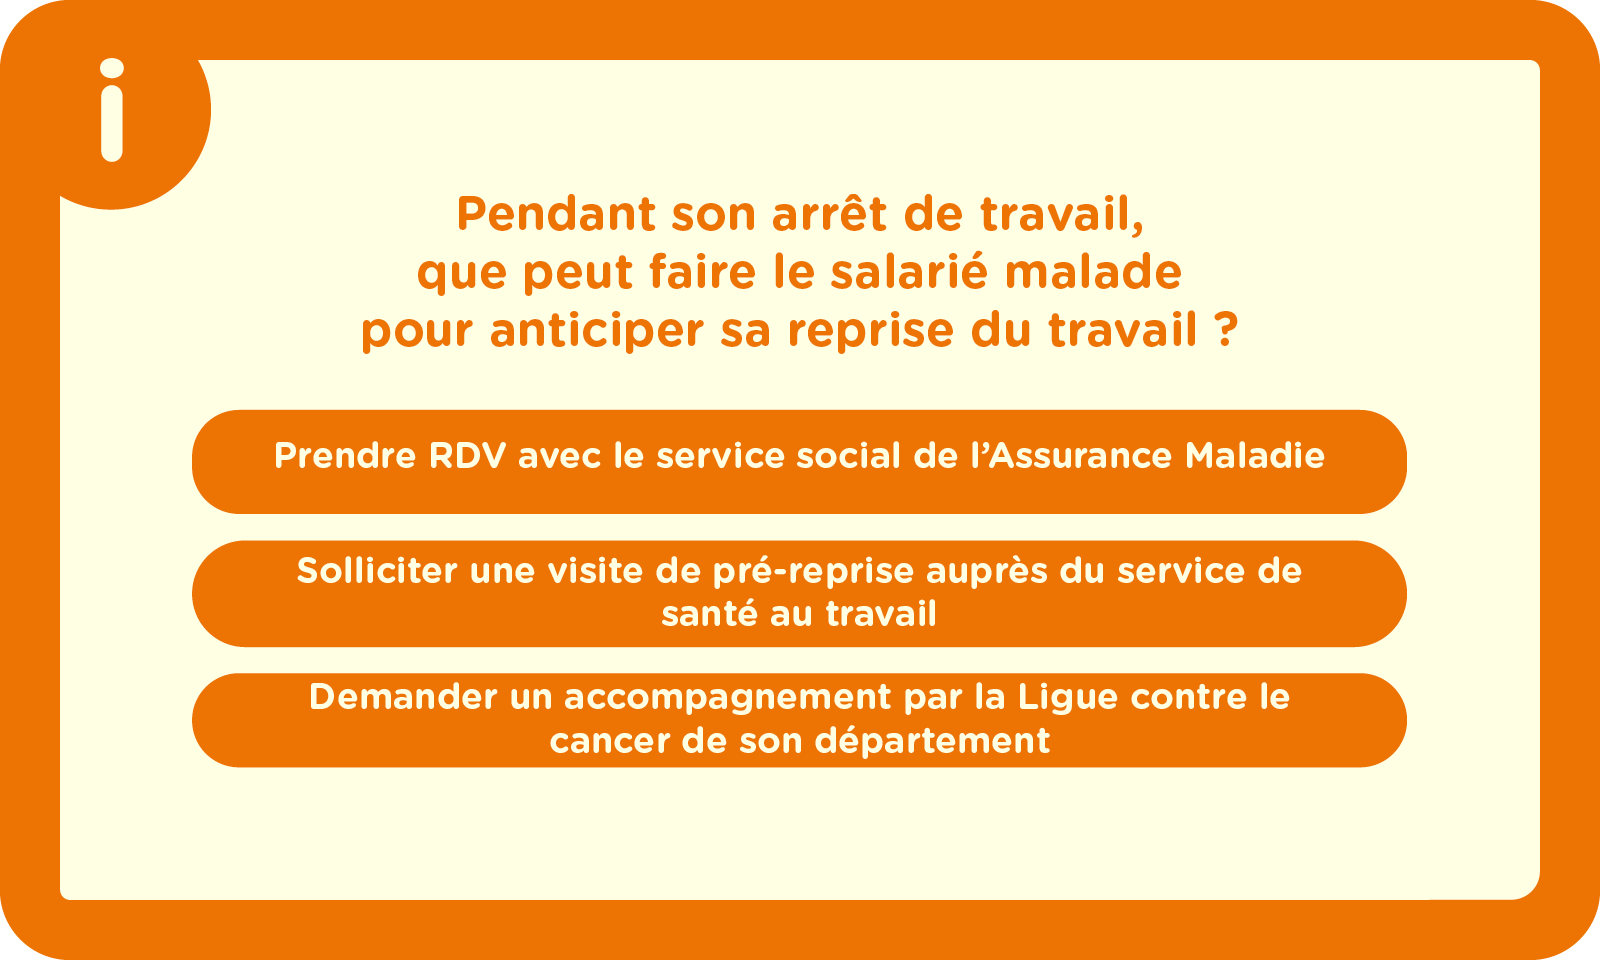 i
Pendant son arrêt de travail,
que peut faire le salarié malade
pour anticiper sa reprise du travail ?
Prendre RDV avec le service social de l’Assurance Maladie
Solliciter une visite de pré-reprise auprès du service de
santé au travail
Demander un accompagnement par la Ligue contre le
cancer de son département